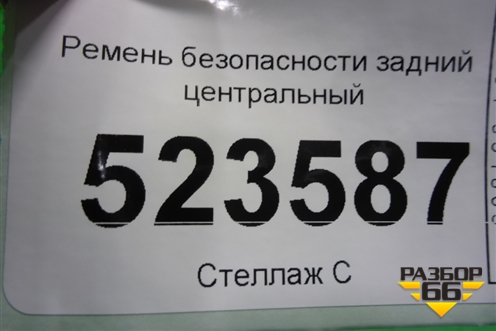 Ремень безопасности задний
центральный
523587
Стеллаж С
РАЗБОР
66